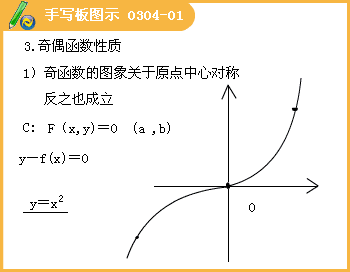 手写板图示 0304-01
3.奇偶函数性质
1) 奇函数的图象关于原点中心对称
反之也成立
C: F (x,y)=0 (a ,b)
y-f(x)=0
y=x²
O